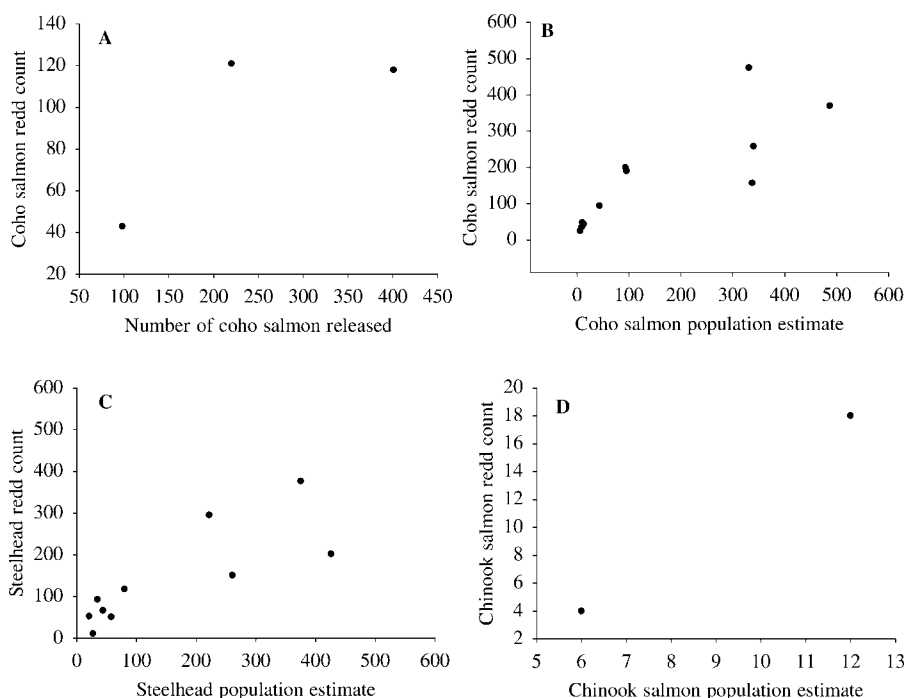 A
Coho salmon redd count
140
120
100
80
60
40
20
50 100 150 200 250 300 350 400 450
Number of coho salmon released
B
Coho salmon redd count
600
500
400
300
200
100
0
0 100 200 300 400 500 600
Coho salmon population estimate
C
Steelhead redd count
600
500
400
300
200
100
0
0 100 200 300 400 500 600
Steelhead population estimate
D
Chinook salmon redd count
20
18
16
14
12
10
8
6
4
2
5 6 7 8 9 10 11 12 13
Chinook salmon population estimate